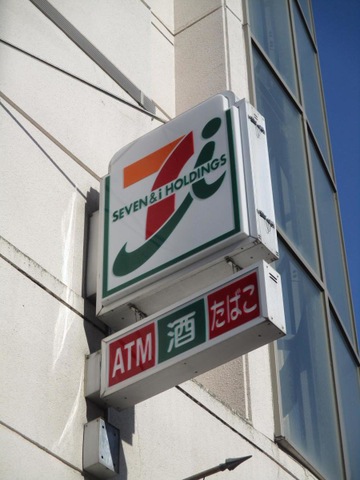 7i
SEVEN & i HOLDINGS
ATM 酒 たばこ